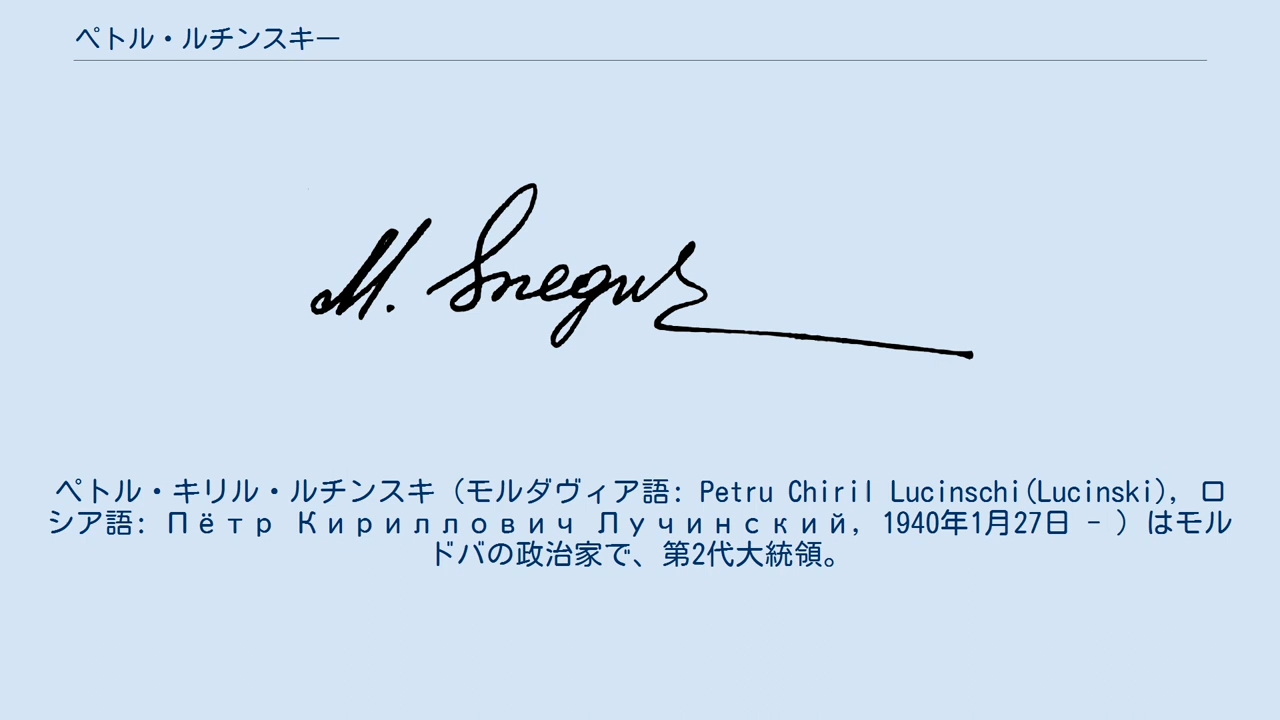 ペトル・ルチンスキー
M. Snegur
ペトル・キリル・ルチンスキ（モルダヴィア語: Petru Chiril Lucinschi(Lucinski), ロ
シア語: Пётр Кириллович Лучинский, 1940年1月27日 - ）はモル
ドバの政治家で、第2代大統領。